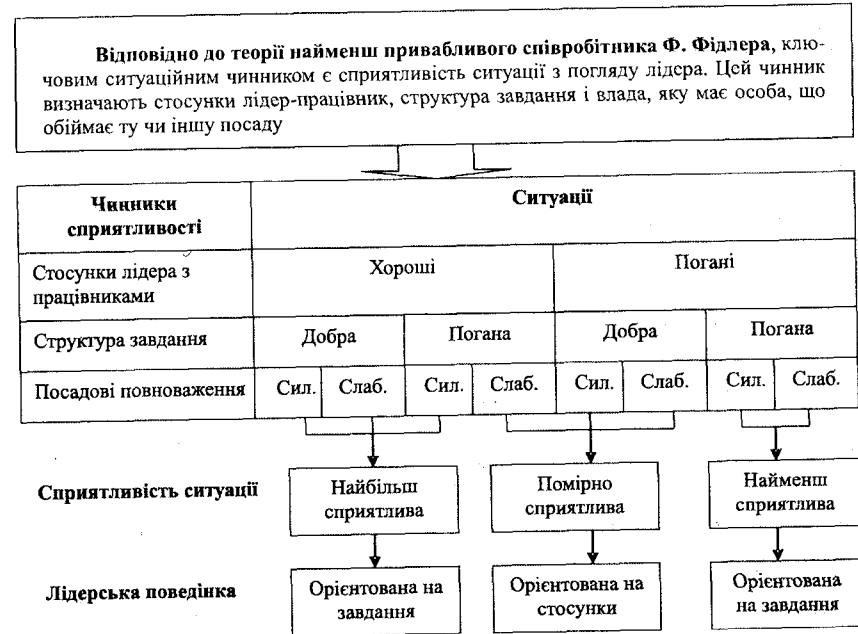 Відповідно до теорії найменш привабливого співробітника Ф. Фідлера, клю-
човим ситуаційним чинником є сприятливість ситуації з погляду лідера. Цей чинник
визначають стосунки лідер-працівник, структура завдання і влада, яку має особа, що
обіймає ту чи іншу посаду
Чинники
сприятливості
Ситуації
Стосунки лідера з
працівниками
Хороші
Погані
Структура завдання
Добра
Погана
Добра
Погана
Посадові повноваження
Сил.
Слаб.
Сил.
Слаб.
Сил.
Слаб.
Сил.
Слаб.
Сприятливість ситуації
Найбільш
сприятлива
Помірно
сприятлива
Найменш
сприятлива
Лідерська поведінка
Орієнтована на
завдання
Орієнтована на
стосунки
Орієнтована
на завдання